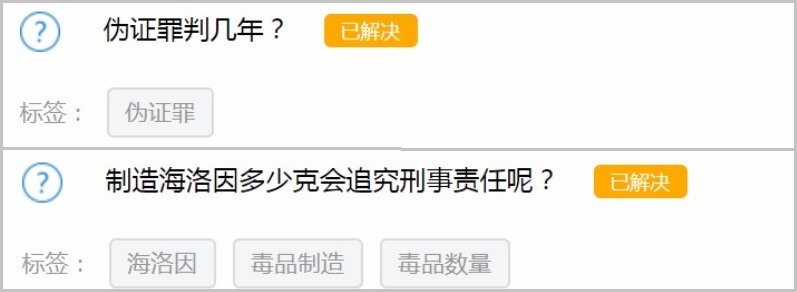 ? 伪证罪判几年？ 已解决
标签： 伪证罪
? 制造海洛因多少克会追究刑事责任呢？ 已解决
标签： 海洛因 毒品制造 毒品数量